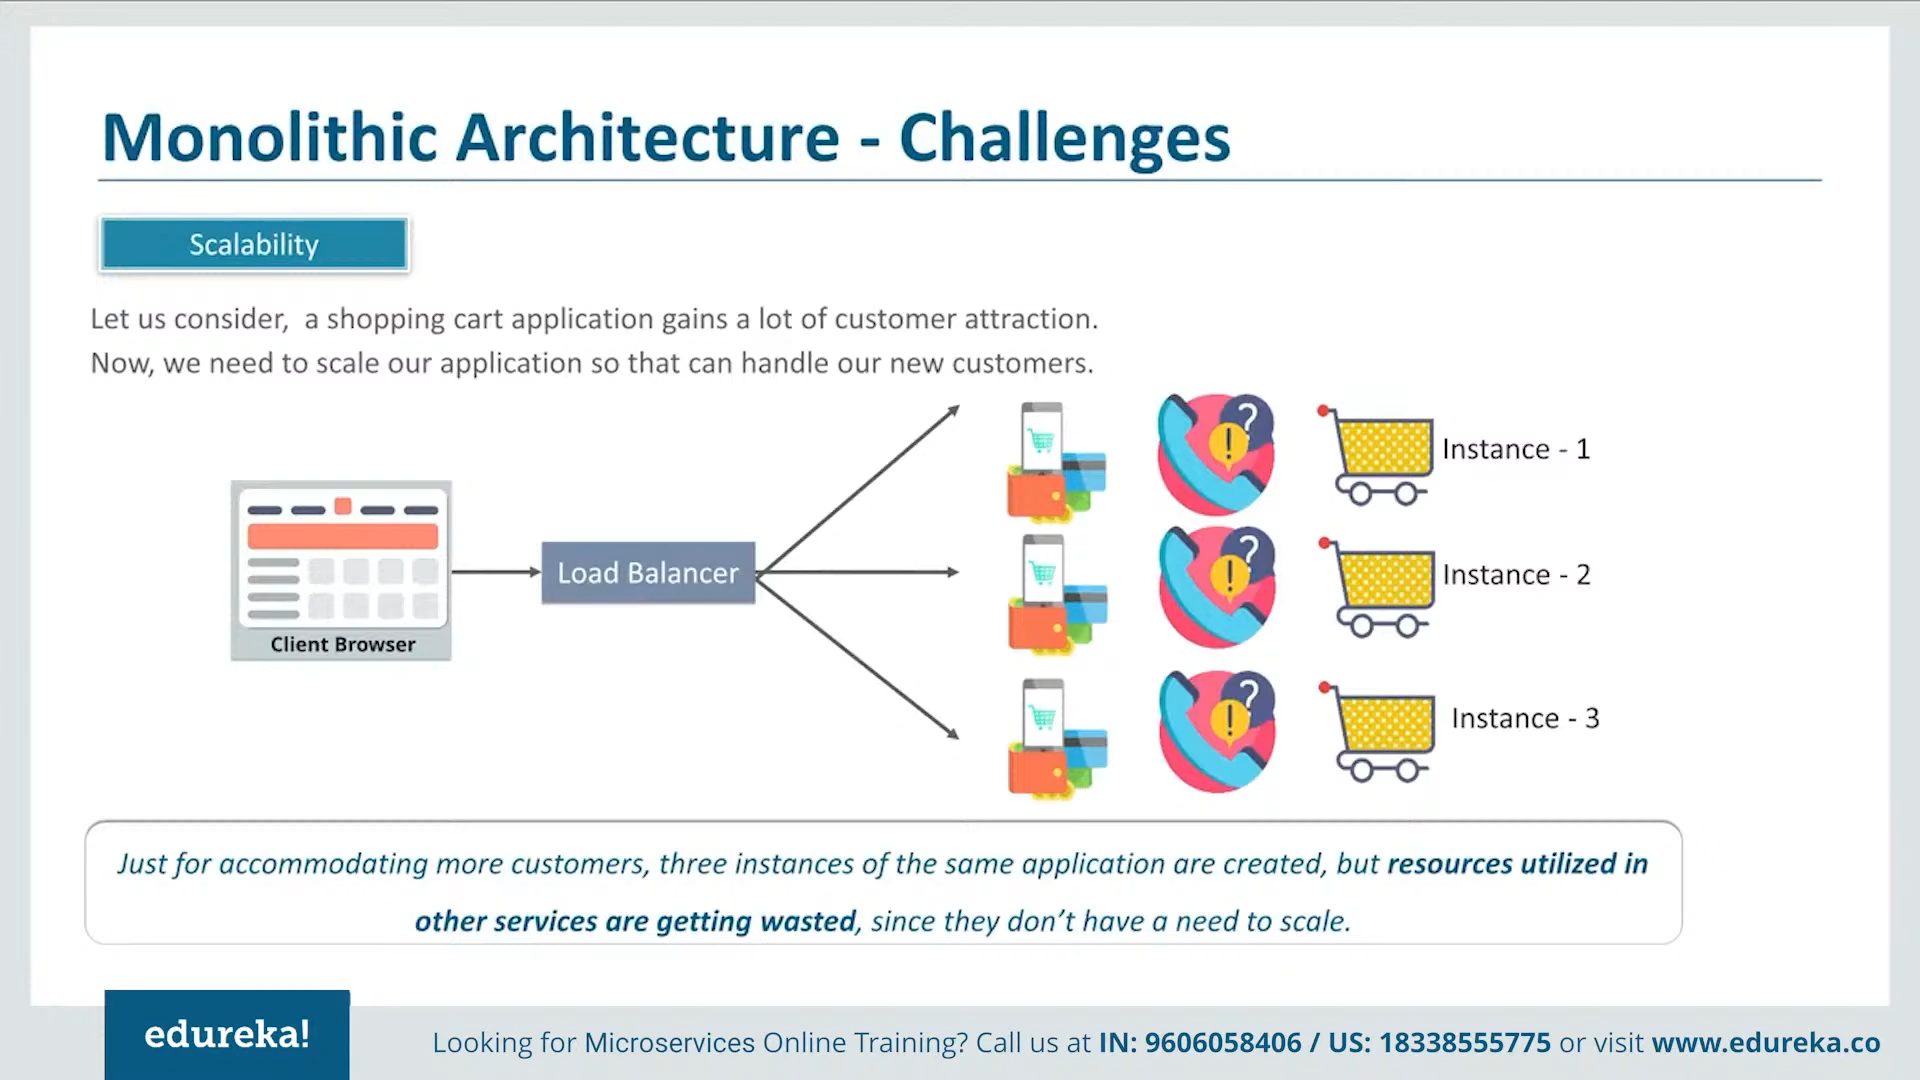 Monolithic Architecture - Challenges
Scalability
Let us consider, a shopping cart application gains a lot of customer attraction.
Now, we need to scale our application so that can handle our new customers.
Client Browser
Load Balancer
?
!
Instance - 1
?
!
Instance - 2
?
!
Instance - 3
Just for accommodating more customers, three instances of the same application are created, but resources utilized in
other services are getting wasted, since they don't have a need to scale.
edureka!
Looking for Microservices Online Training? Call us at IN: 9606058406 / US: 18338555775 or visit www.edureka.co